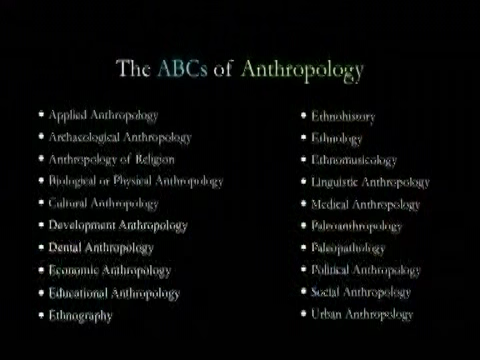 The ABCs of Anthropology
Applied Anthropology
Archaeological Anthropology
Anthropology of Religion
Biological or Physical Anthropology
Cultural Anthropology
Development Anthropology
Dental Anthropology
Economic Anthropology
Educational Anthropology
Ethnography
Ethnohistory
Ethnology
Ethnomusicology
Linguistic Anthropology
Medical Anthropology
Paleoanthropology
Paleopathology
Political Anthropology
Social Anthropology
Urban Anthropology